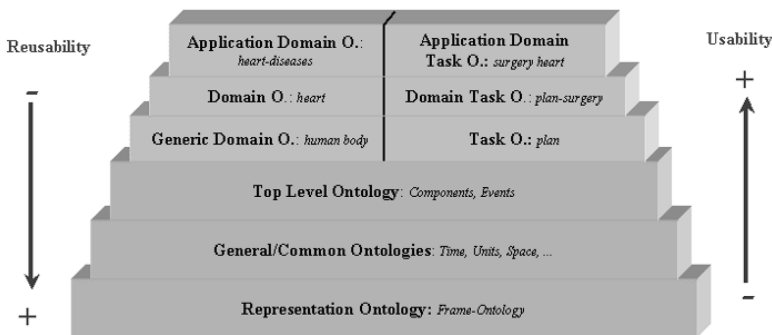 Reusability
Usability
-
+
Application Domain O.:
heart-diseases
Application Domain
Task O.: surgery heart
Domain O.: heart
Domain Task O.: plan-surgery
Generic Domain O.: human body
Task O.: plan
Top Level Ontology: Components, Events
General/Common Ontologies: Time, Units, Space, ...
Representation Ontology: Frame-Ontology
+
-